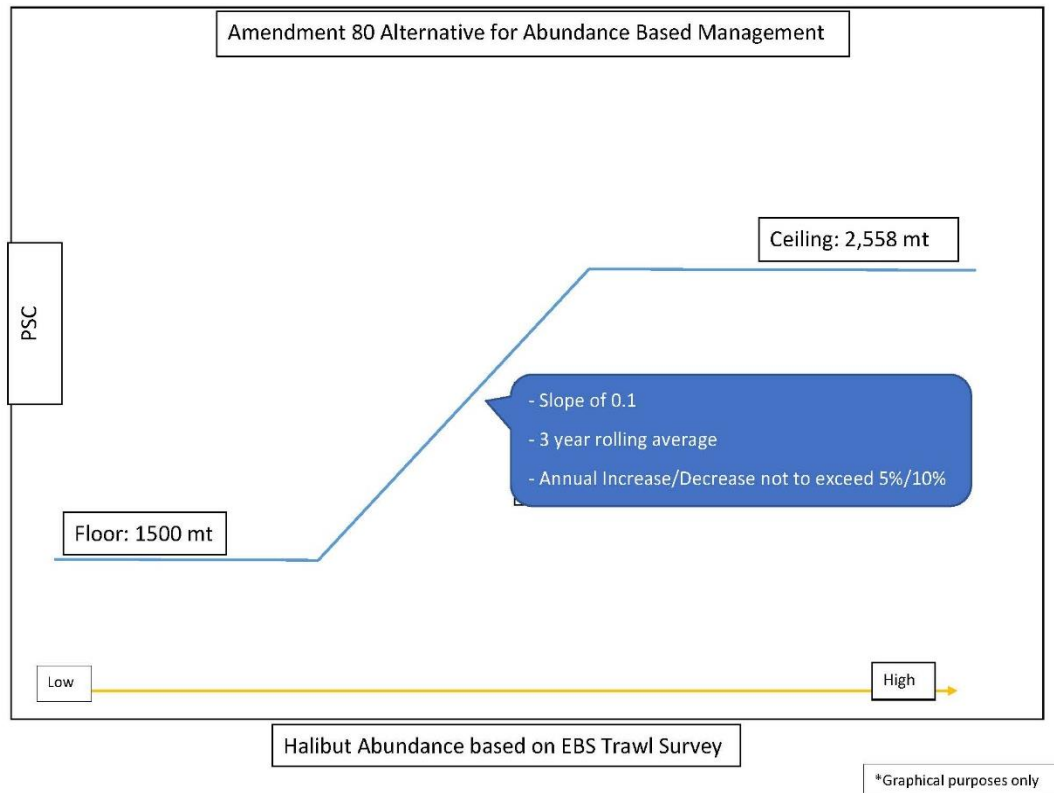 Amendment 80 Alternative for Abundance Based Management
Ceiling: 2,558 mt
PSC
- Slope of 0.1
- 3 year rolling average
- Annual Increase/Decrease not to exceed 5%/10%
Floor: 1500 mt
Low
High
Halibut Abundance based on EBS Trawl Survey
*Graphical purposes only